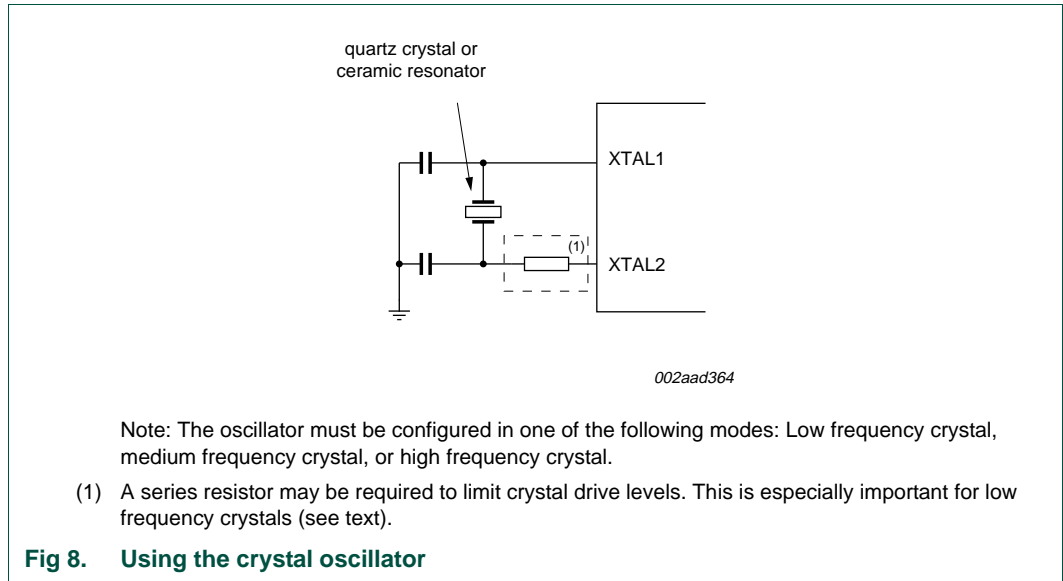 quartz crystal or
ceramic resonator
XTAL1
(1)
XTAL2
002aad364
Note: The oscillator must be configured in one of the following modes: Low frequency crystal,
medium frequency crystal, or high frequency crystal.
(1) A series resistor may be required to limit crystal drive levels. This is especially important for low
frequency crystals (see text).
Fig 8. Using the crystal oscillator